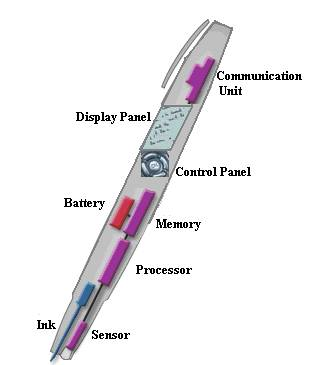 Communication
Unit
Display Panel
Control Panel
Battery
Memory
Processor
Ink
Sensor